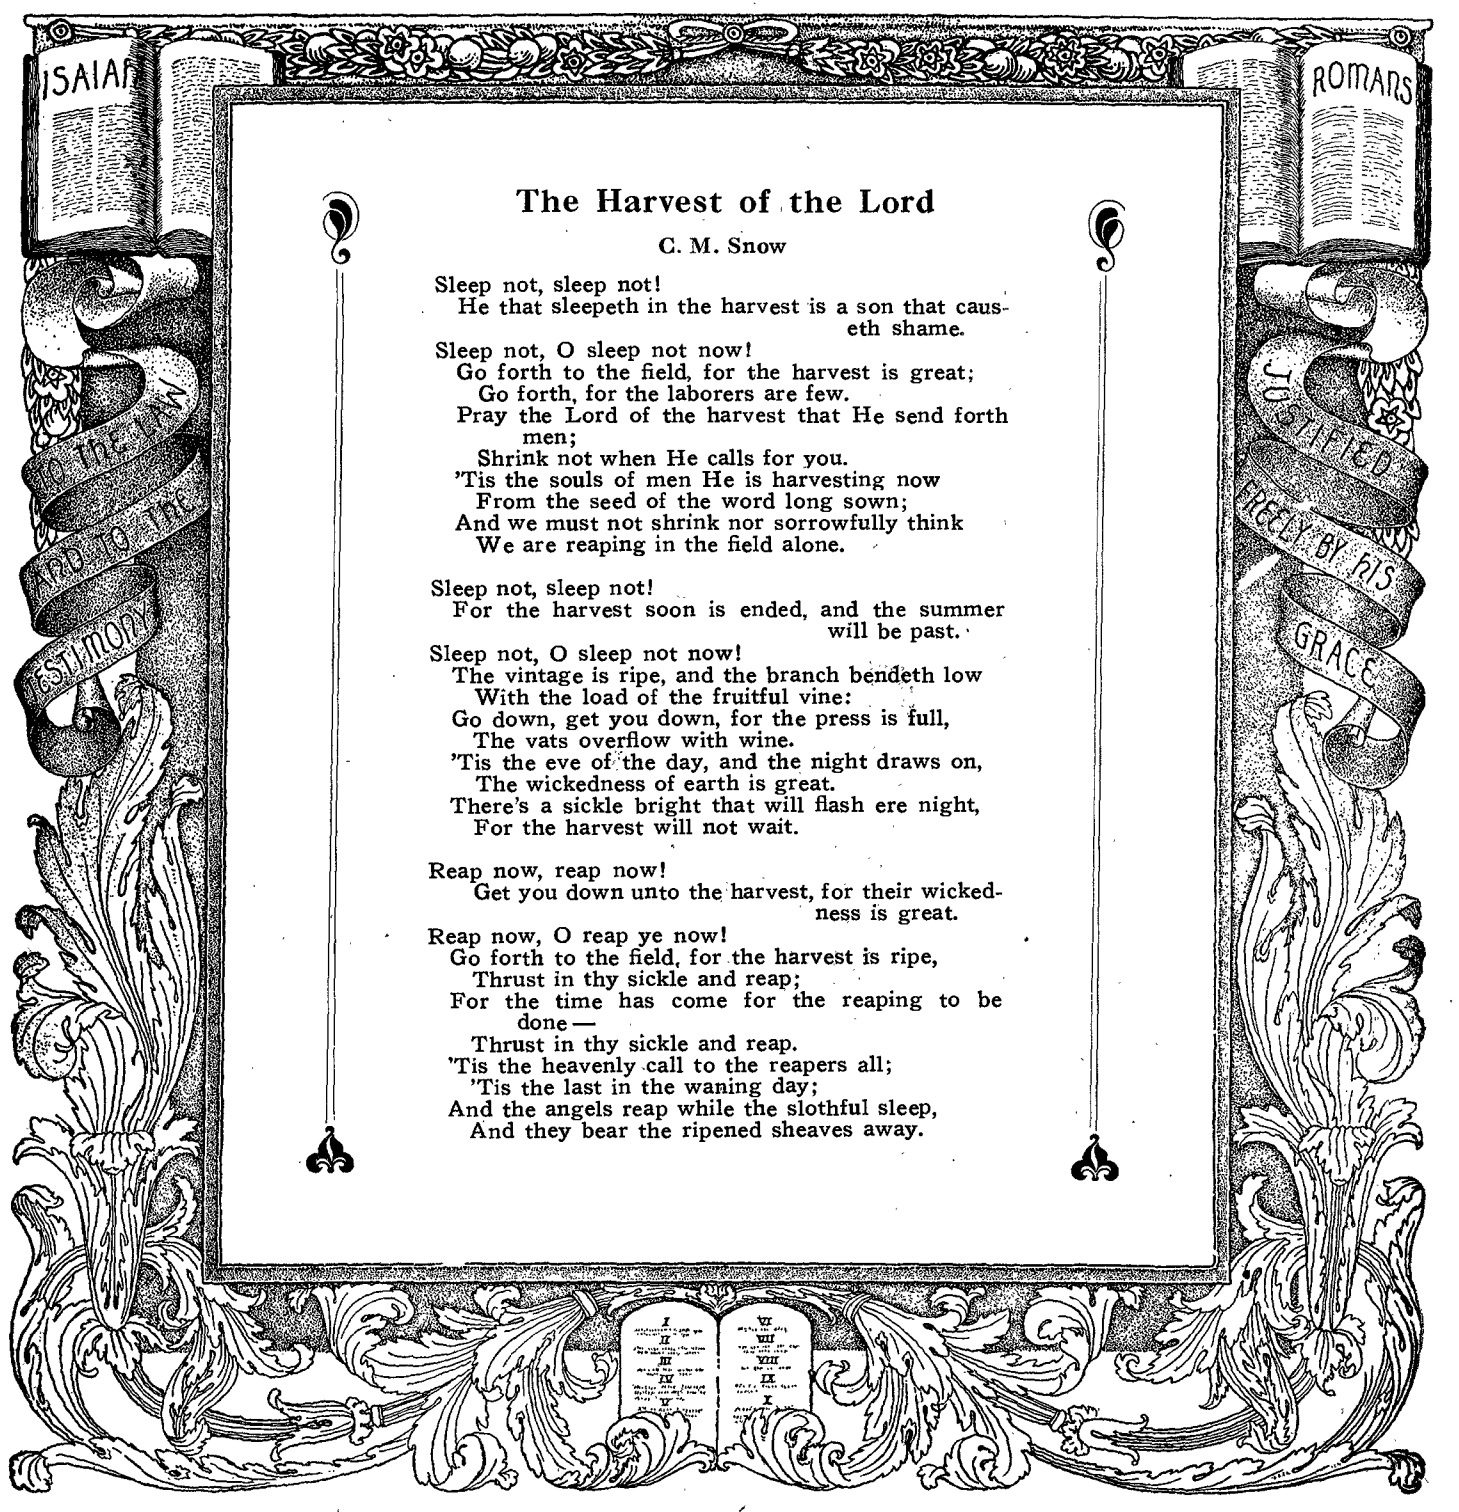 ISAIAH
ROMANS
The Harvest of the Lord
C. M. Snow
Sleep not, sleep not!
He that sleepeth in the harvest is a son that caus-
eth shame.
Sleep not, O sleep not now!
Go forth to the field, for the harvest is great;
Go forth, for the laborers are few.
Pray the Lord of the harvest that He send forth
men;
Shrink not when He calls for you.
'Tis the souls of men He is harvesting now
From the seed of the word long sown;
And we must not shrink nor sorrowfully think
We are reaping in the field alone.
Sleep not, sleep not!
For the harvest soon is ended, and the summer
will be past.
Sleep not, O sleep not now!
The vintage is ripe, and the branch bendeth low
With the load of the fruitful vine:
Go down, get you down, for the press is full,
The vats overflow with wine.
'Tis the eve of the day, and the night draws on,
The wickedness of earth is great.
There's a sickle bright that will flash ere night,
For the harvest will not wait.
Reap now, reap now!
Get you down unto the harvest, for their wicked-
ness is great.
Reap now, O reap ye now!
Go forth to the field, for the harvest is ripe,
Thrust in thy sickle and reap;
For the time has come for the reaping to be
done —
Thrust in thy sickle and reap.
'Tis the heavenly call to the reapers all;
'Tis the last in the waning day;
And the angels reap while the slothful sleep,
And they bear the ripened sheaves away.
TO THE LAW
AND TO THE
TESTIMONY
JUSTIFIED
FREELY BY HIS
GRACE
I
II
III
IV
V
VI
VII
VIII
IX
X